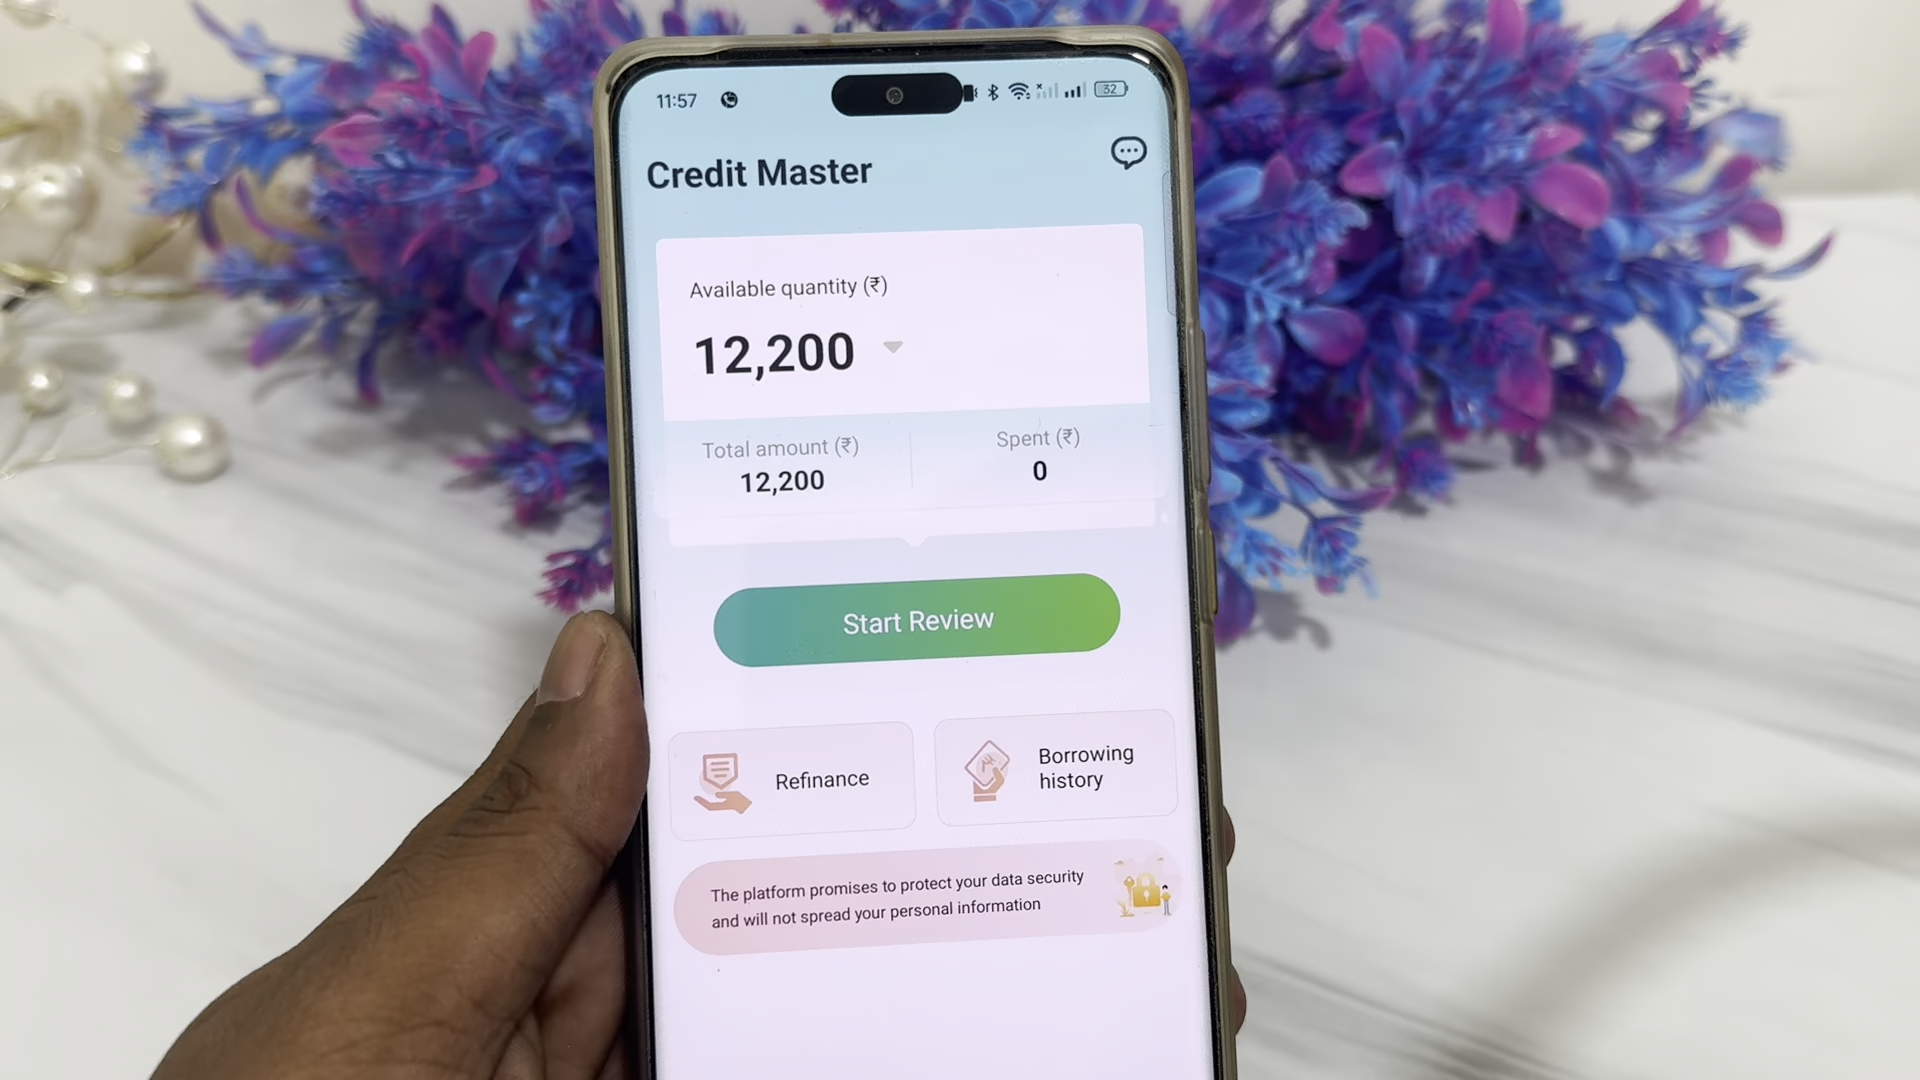 11:57
32
Credit Master
Available quantity (₹)
12,200
Total amount (₹)
Spent (₹)
12,200
0
Start Review
Refinance
Borrowing
history
The platform promises to protect your data security
and will not spread your personal information